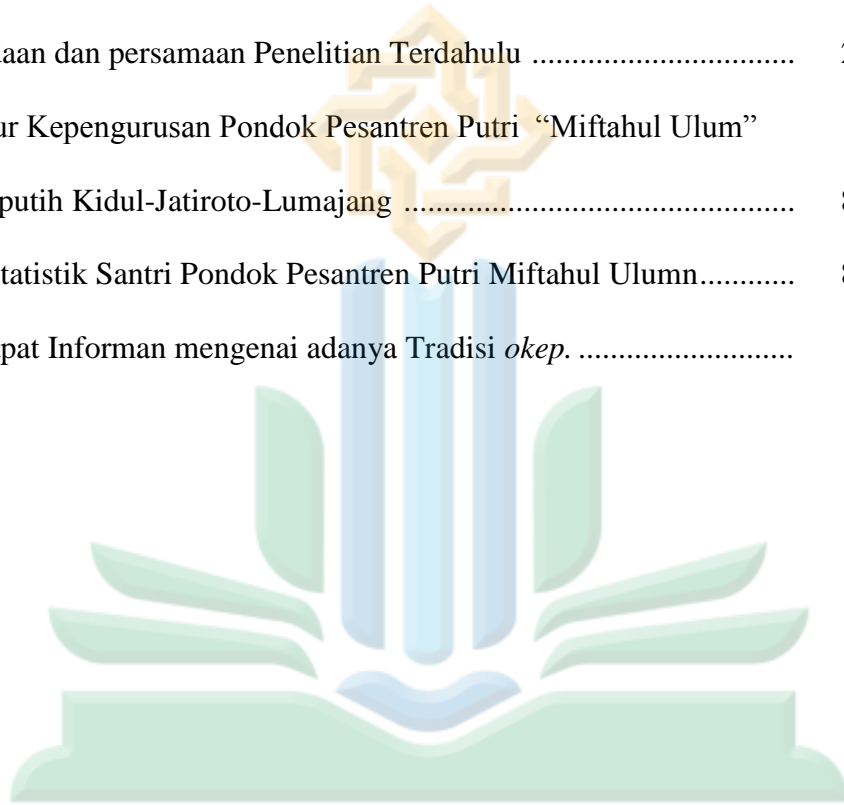 daan dan persamaan Penelitian Terdahulu .................................
ur Kepengurusan Pondok Pesantren Putri “Miftahul Ulum”
putih Kidul-Jatiroto-Lumajang .................................................
tatistik Santri Pondok Pesantren Putri Miftahul Ulumn............
pat Informan mengenai adanya Tradisi okep. ...........................